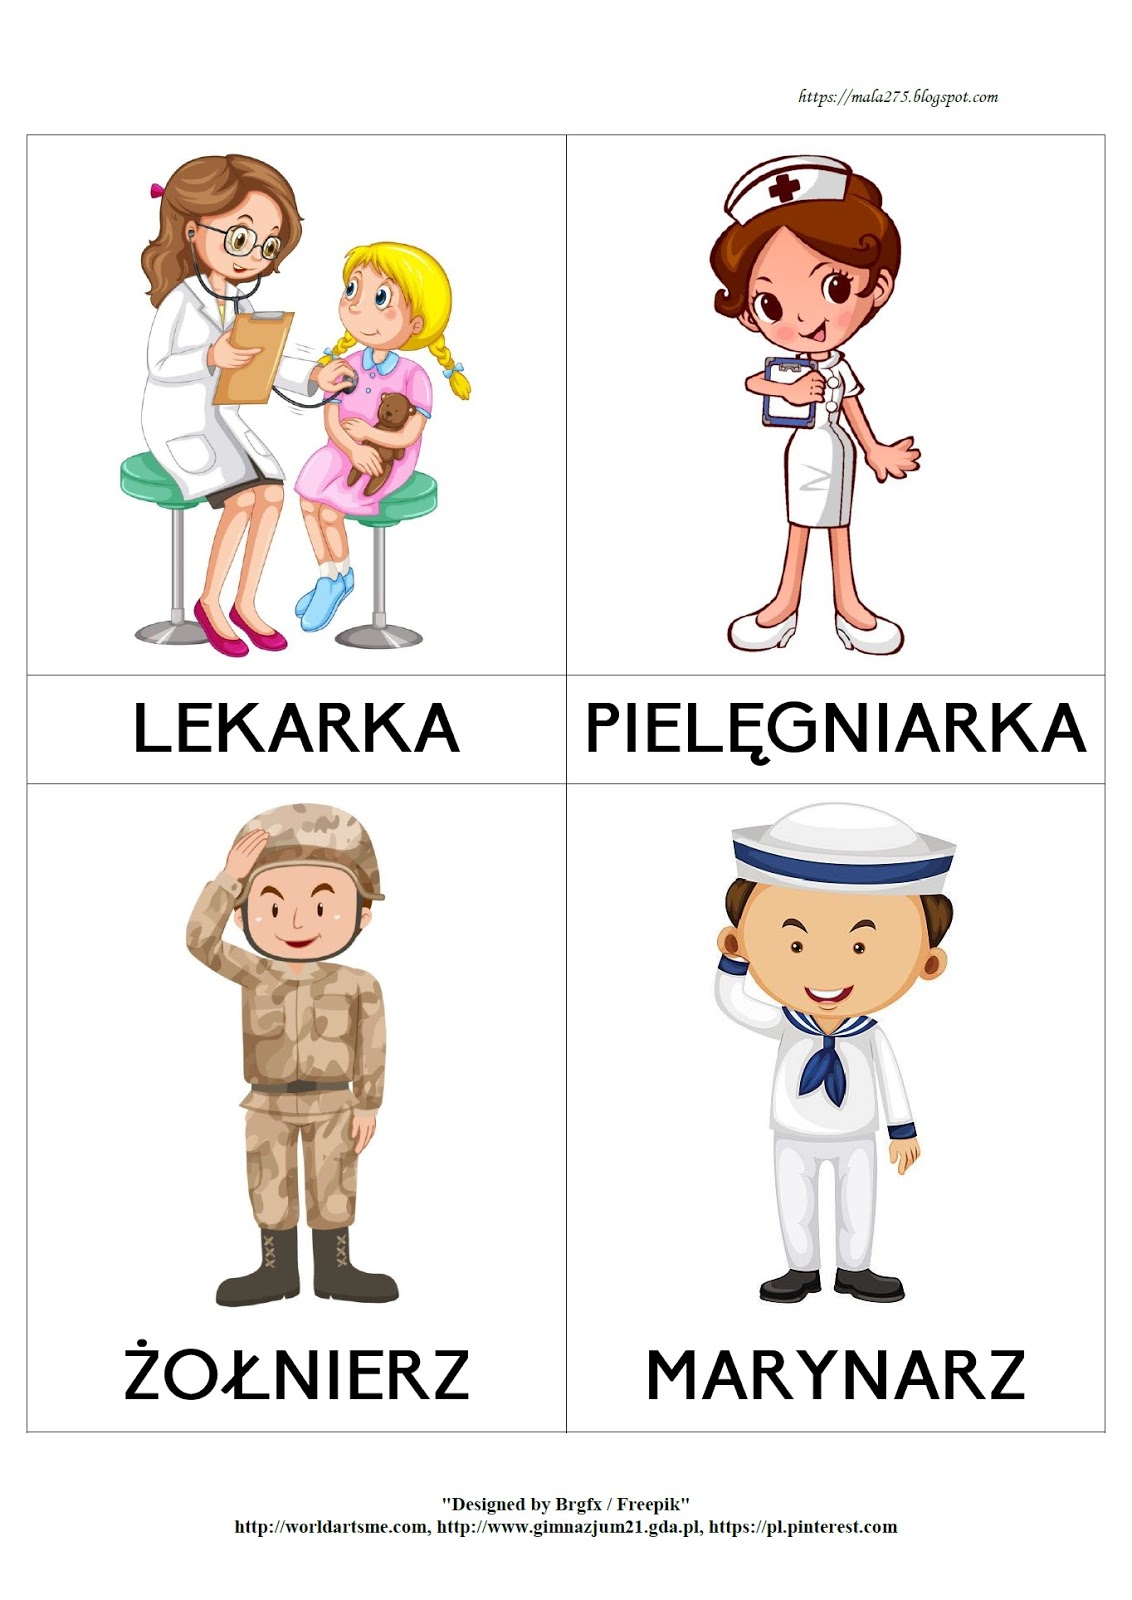 https://mala275.blogspot.com
LEKARKA
PIELĘGNIARKA
ŻOŁNIERZ
MARYNARZ
"Designed by Brgfx / Freepik"
http://worldartsme.com, http://www.gimnazjum21.gda.pl, https://pl.pinterest.com